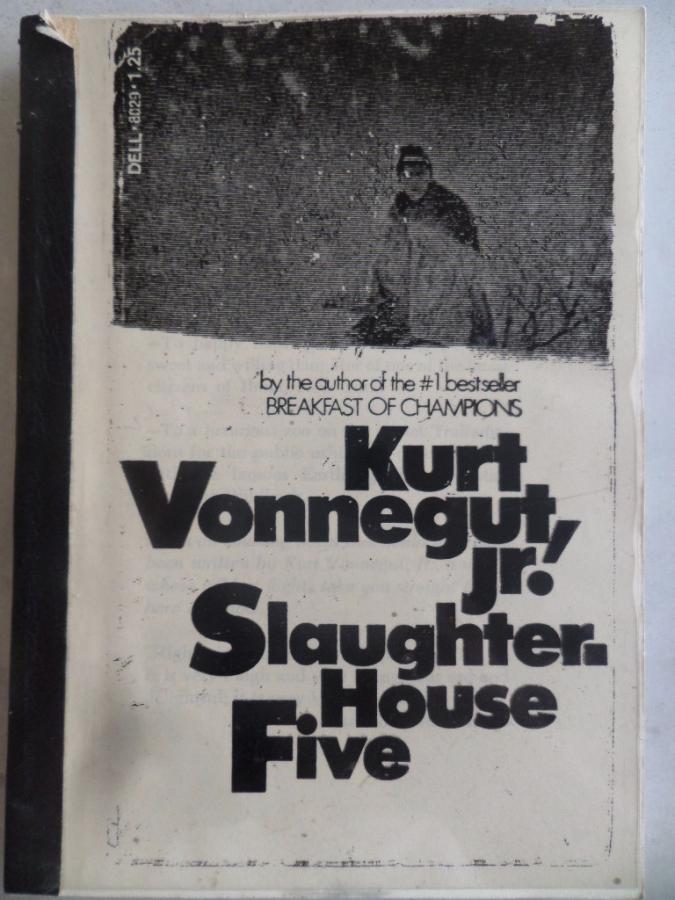 DELL • 8029 • 1.25
by the author of the #1 bestseller
BREAKFAST OF CHAMPIONS
Kurt
Vonnegut,
jr.!
Slaughter-
House
Five